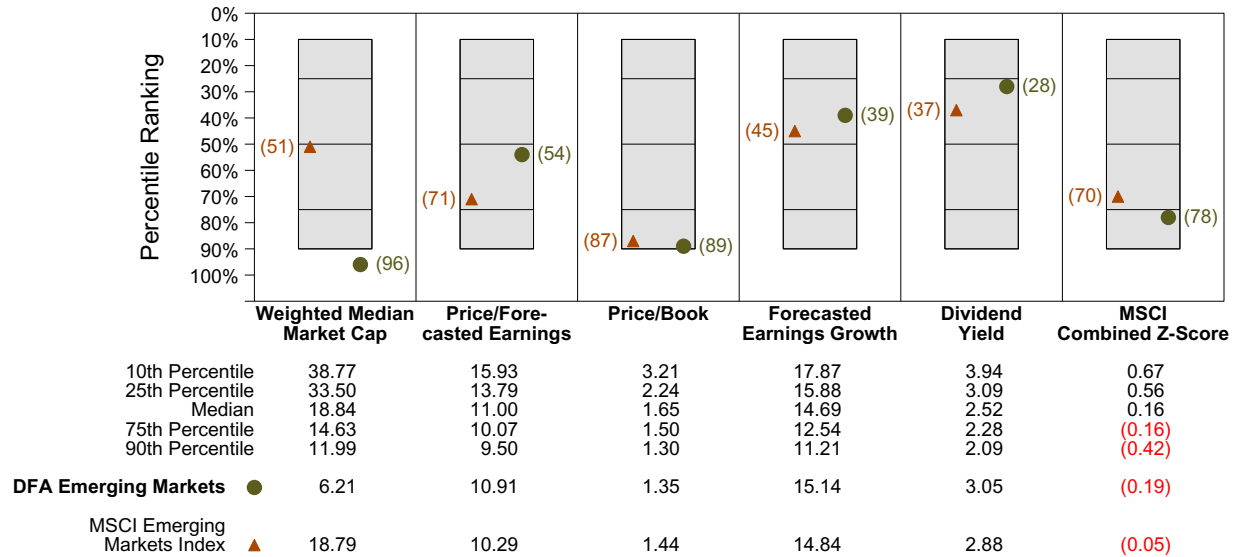 Percentile Ranking
0%
10%
20%
30%
40%
50%
60%
70%
80%
90%
100%
(51)
(96)
(71)
(54)
(87)
(89)
(45)
(39)
(37)
(28)
(70)
(78)
Weighted Median
Market Cap
Price/Fore-
casted Earnings
Price/Book
Forecasted
Earnings Growth
Dividend
Yield
MSCI
Combined Z-Score
10th Percentile 38.77 15.93 3.21 17.87 3.94 0.67
25th Percentile 33.50 13.79 2.24 15.88 3.09 0.56
Median 18.84 11.00 1.65 14.69 2.52 0.16
75th Percentile 14.63 10.07 1.50 12.54 2.28 (0.16)
90th Percentile 11.99 9.50 1.30 11.21 2.09 (0.42)
DFA Emerging Markets 6.21 10.91 1.35 15.14 3.05 (0.19)
MSCI Emerging
Markets Index 18.79 10.29 1.44 14.84 2.88 (0.05)